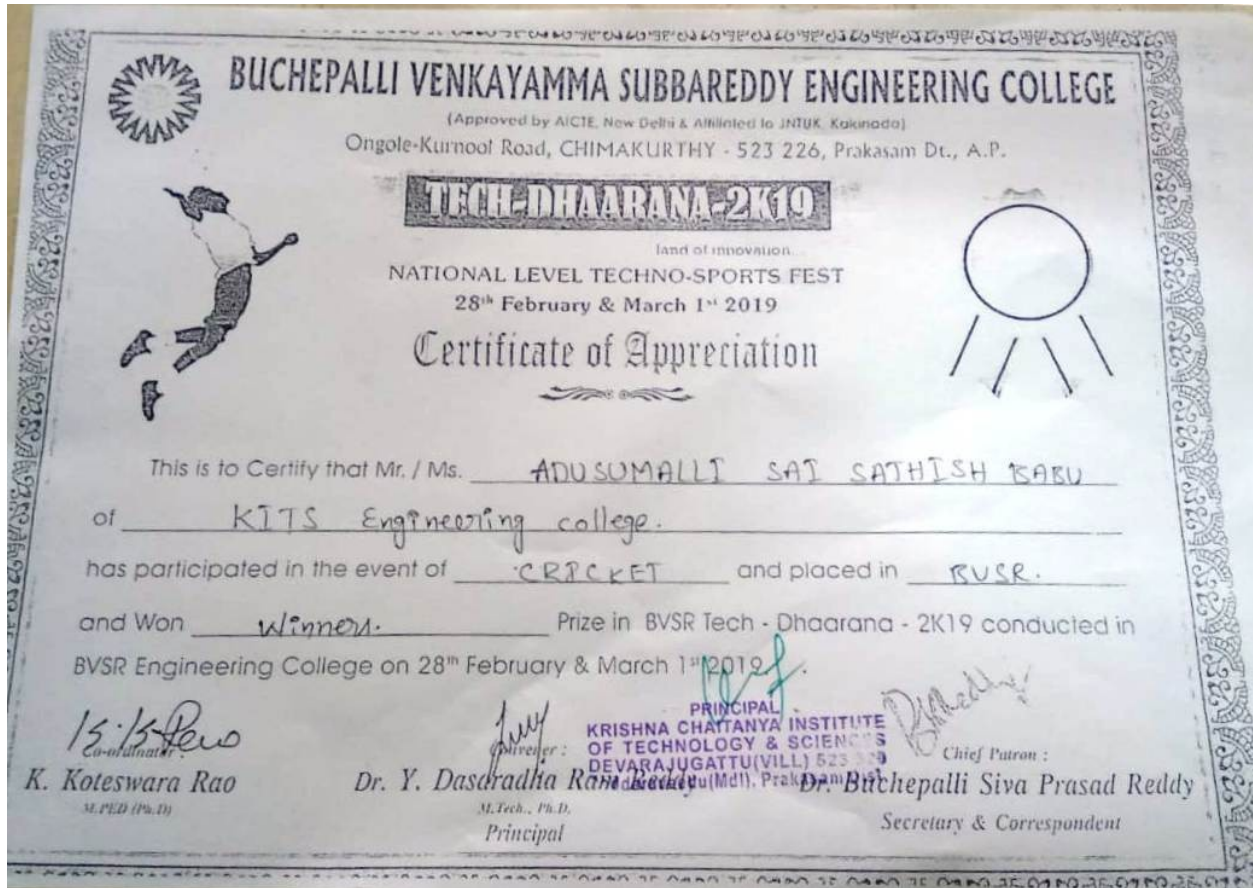 BUCHEPALLI VENKAYAMMA SUBBAREDDY ENGINEERING COLLEGE
(Approved by AICTE, New Delhi & Affiliated to JNTUK, Kakinada)
Ongole-Kurnool Road, CHIMAKURTHY - 523 226, Prakasam Dt., A.P.
TECH-DHAARANA-2K19
land of innovation...
NATIONAL LEVEL TECHNO-SPORTS FEST
28th February & March 1st 2019
Certificate of Appreciation
This is to Certify that Mr. / Ms. ADUSUMALLI SAI SATHISH BABU
of KITS Engineering college.
has participated in the event of CRICKET and placed in BVSR.
and Won Winners. Prize in BVSR Tech - Dhaarana - 2K19 conducted in
BVSR Engineering College on 28th February & March 1st 2019.
PRINCIPAL
KRISHNA CHAITANYA INSTITUTE
OF TECHNOLOGY & SCIENCES
DEVARAJUGATTU(VILL) 523
(Mdl), Prakasam Dist
Co-ordinator :
K. Koteswara Rao
M.PED (Ph.D)
Convener :
Dr. Y. Dasaradha Rami Reddy
M.Tech., Ph.D.
Principal
Chief Patron :
Dr. Buchepalli Siva Prasad Reddy
Secretary & Correspondent